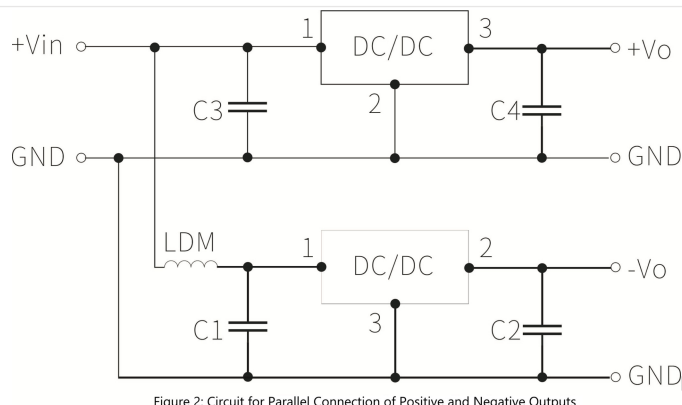 +Vin
1
DC/DC
3
+Vo
C3
2
C4
GND
GND
LDM
1
DC/DC
2
-Vo
C1
3
C2
GND
Figure 2: Circuit for Parallel Connection of Positive and Negative Outputs